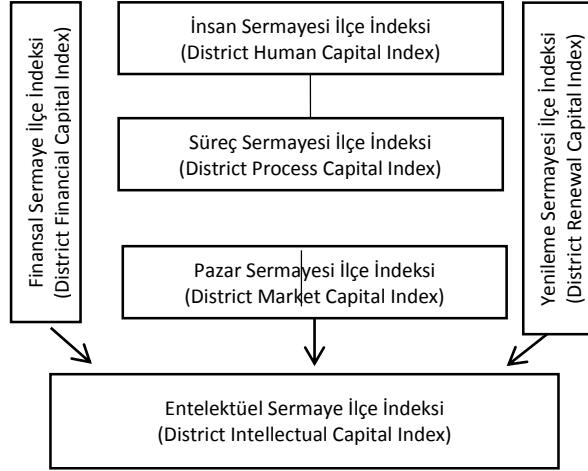 Finansal Sermaye İlçe İndeksi
(District Financial Capital Index)
İnsan Sermayesi İlçe İndeksi
(District Human Capital Index)
Süreç Sermayesi İlçe İndeksi
(District Process Capital Index)
Pazar Sermayesi İlçe İndeksi
(District Market Capital Index)
Yenileme Sermayesi İlçe İndeksi
(District Renewal Capital Index)
Entelektüel Sermaye İlçe İndeksi
(District Intellectual Capital Index)